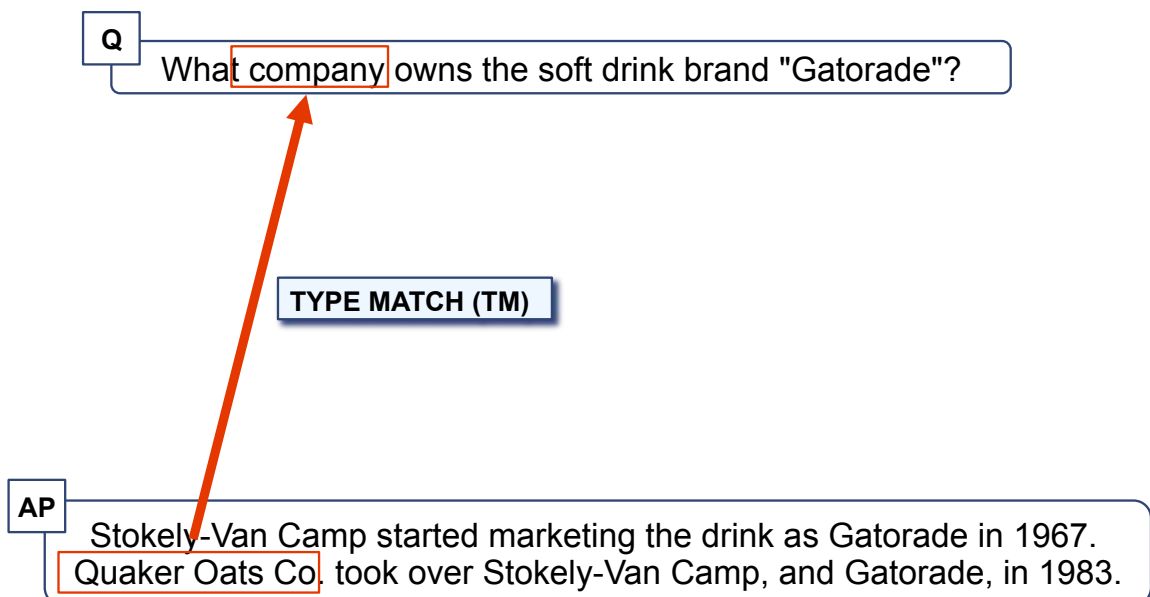 Q
What company owns the soft drink brand "Gatorade"?
TYPE MATCH (TM)
AP
Stokely-Van Camp started marketing the drink as Gatorade in 1967.
Quaker Oats Co. took over Stokely-Van Camp, and Gatorade, in 1983.